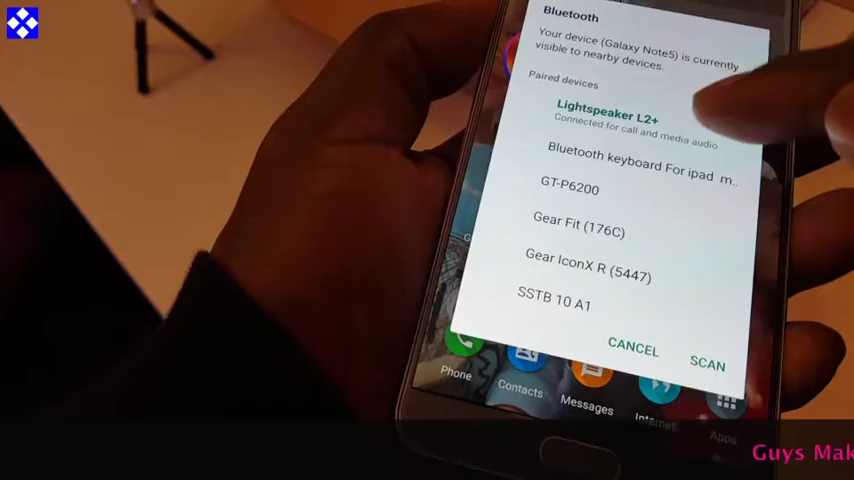 Bluetooth
Your device (Galaxy Note5) is currently
visible to nearby devices.
Paired devices
Lightspeaker L2+
Connected for call and media audio
Bluetooth keyboard For ipad m..
GT-P6200
Gear Fit (176C)
Gear IconX R (5447)
SSTB 10 A1
CANCEL SCAN
Phone Contacts Messages Internet Apps
Guys Mak